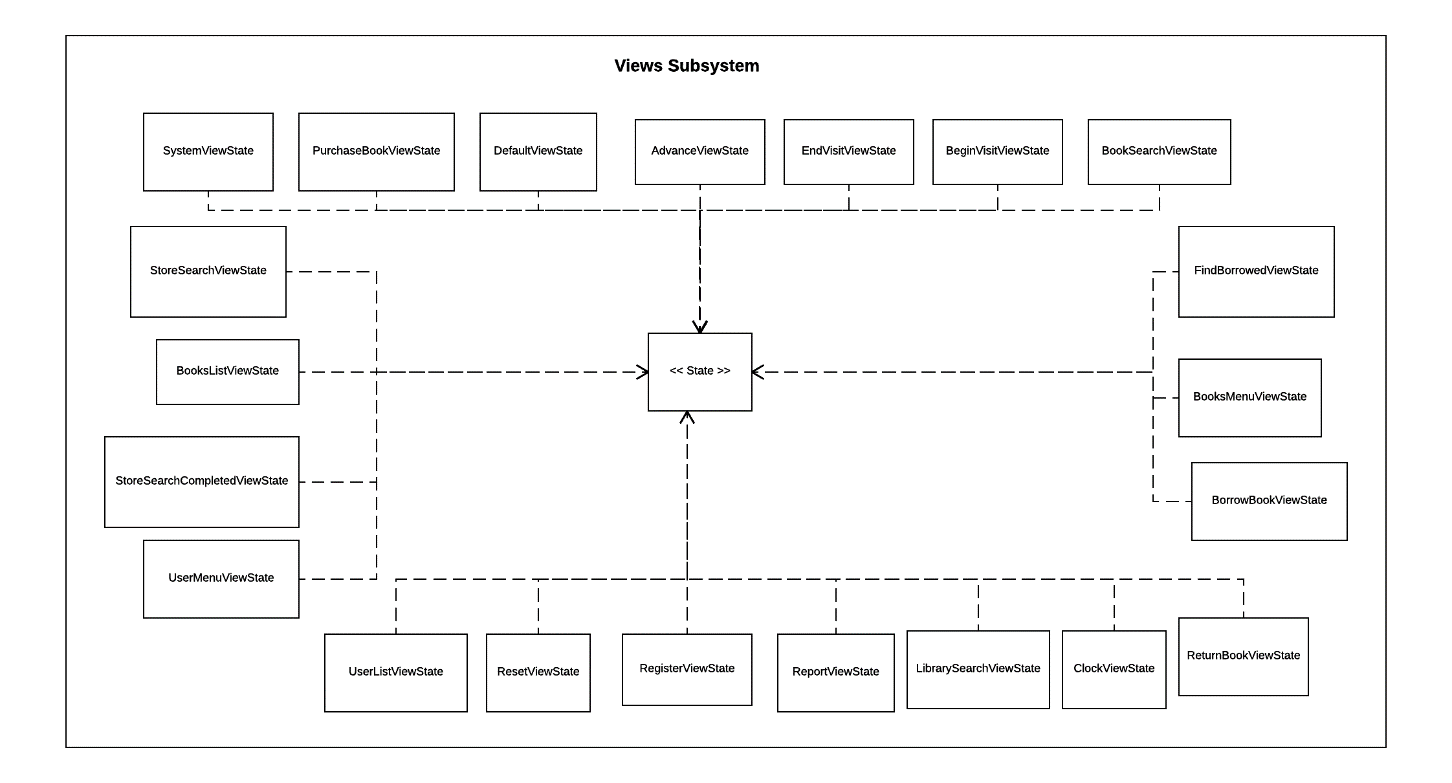 Views Subsystem
SystemViewState
PurchaseBookViewState
DefaultViewState
AdvanceViewState
EndVisitViewState
BeginVisitViewState
BookSearchViewState
StoreSearchViewState
FindBorrowedViewState
BooksListViewState
<< State >>
BooksMenuViewState
StoreSearchCompletedViewState
BorrowBookViewState
UserMenuViewState
UserListViewState
ResetViewState
RegisterViewState
ReportViewState
LibrarySearchViewState
ClockViewState
ReturnBookViewState